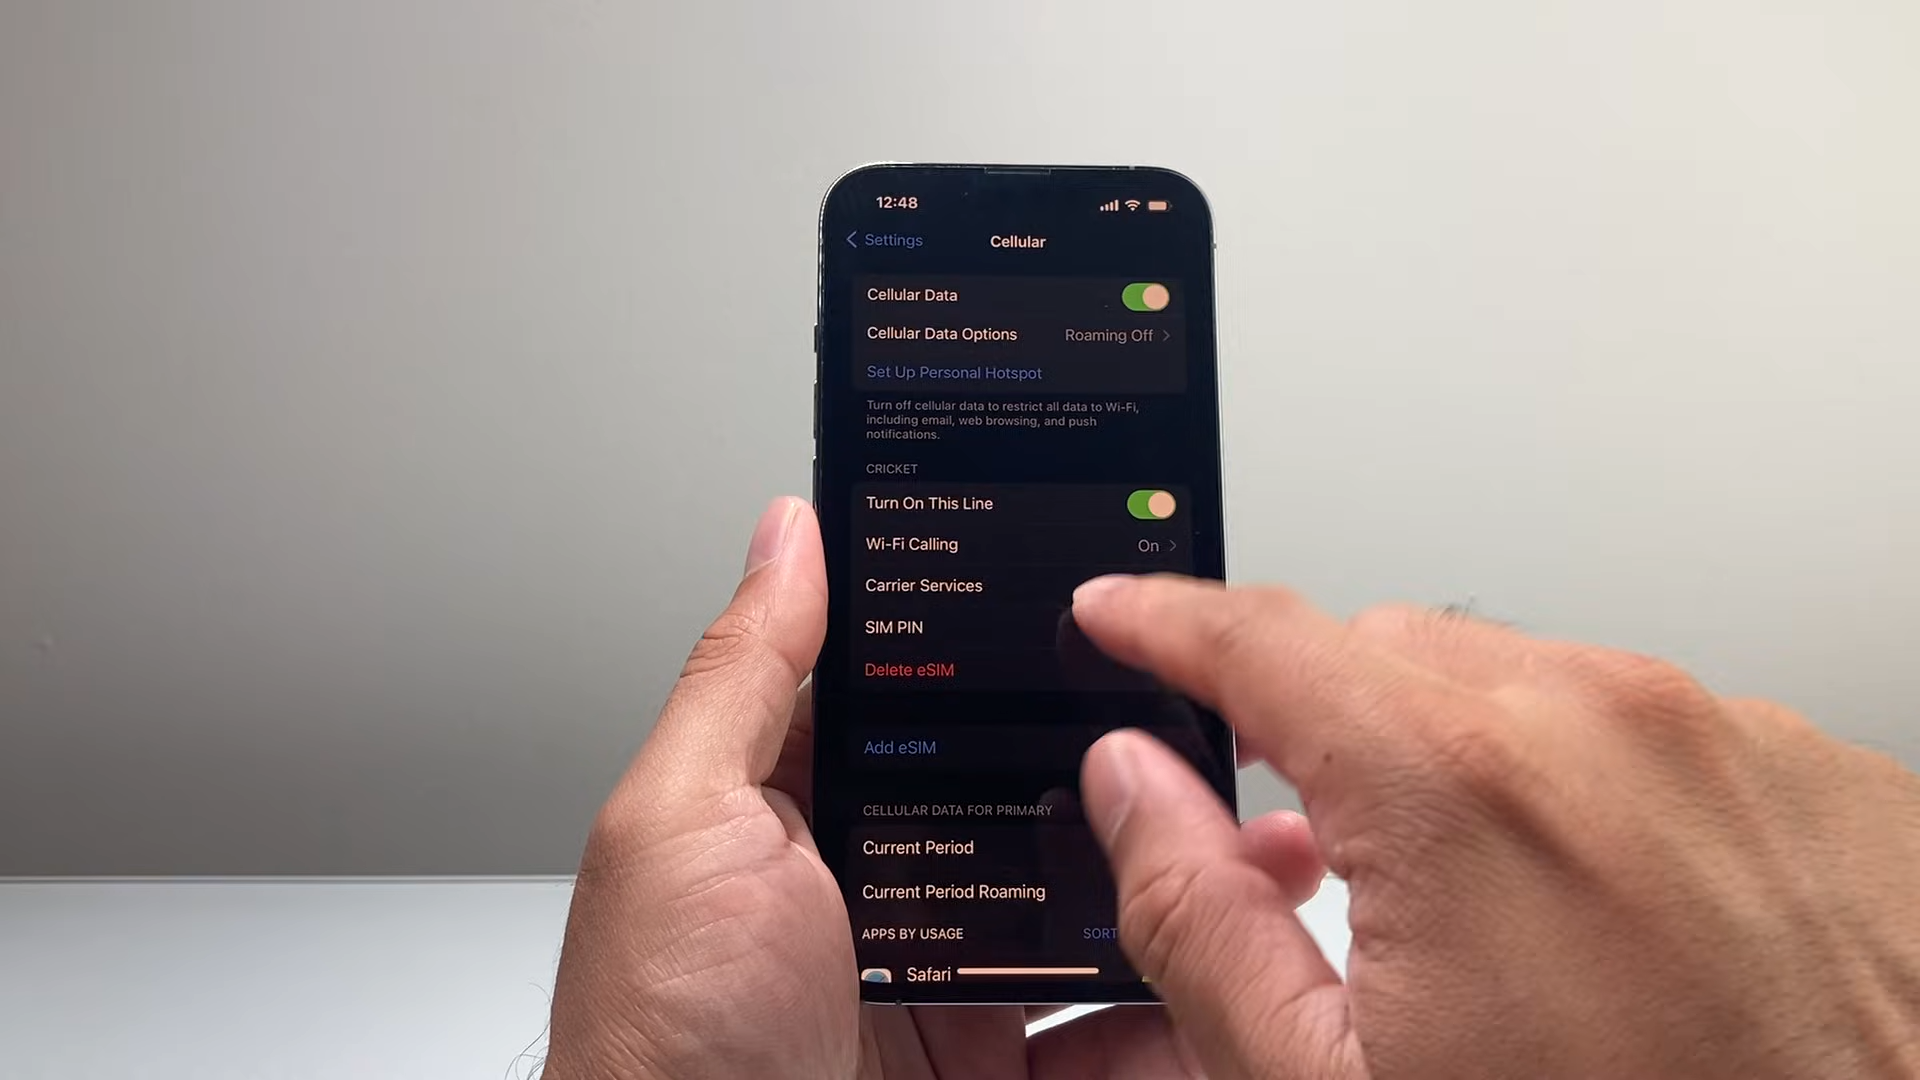 12:48
Settings
Cellular
Cellular Data
Cellular Data Options Roaming Off
Set Up Personal Hotspot
Turn off cellular data to restrict all data to Wi-Fi,
including email, web browsing, and push
notifications.
CRICKET
Turn On This Line
Wi-Fi Calling On
Carrier Services
SIM PIN
Delete eSIM
Add eSIM
CELLULAR DATA FOR PRIMARY
Current Period
Current Period Roaming
APPS BY USAGE SORT
Safari